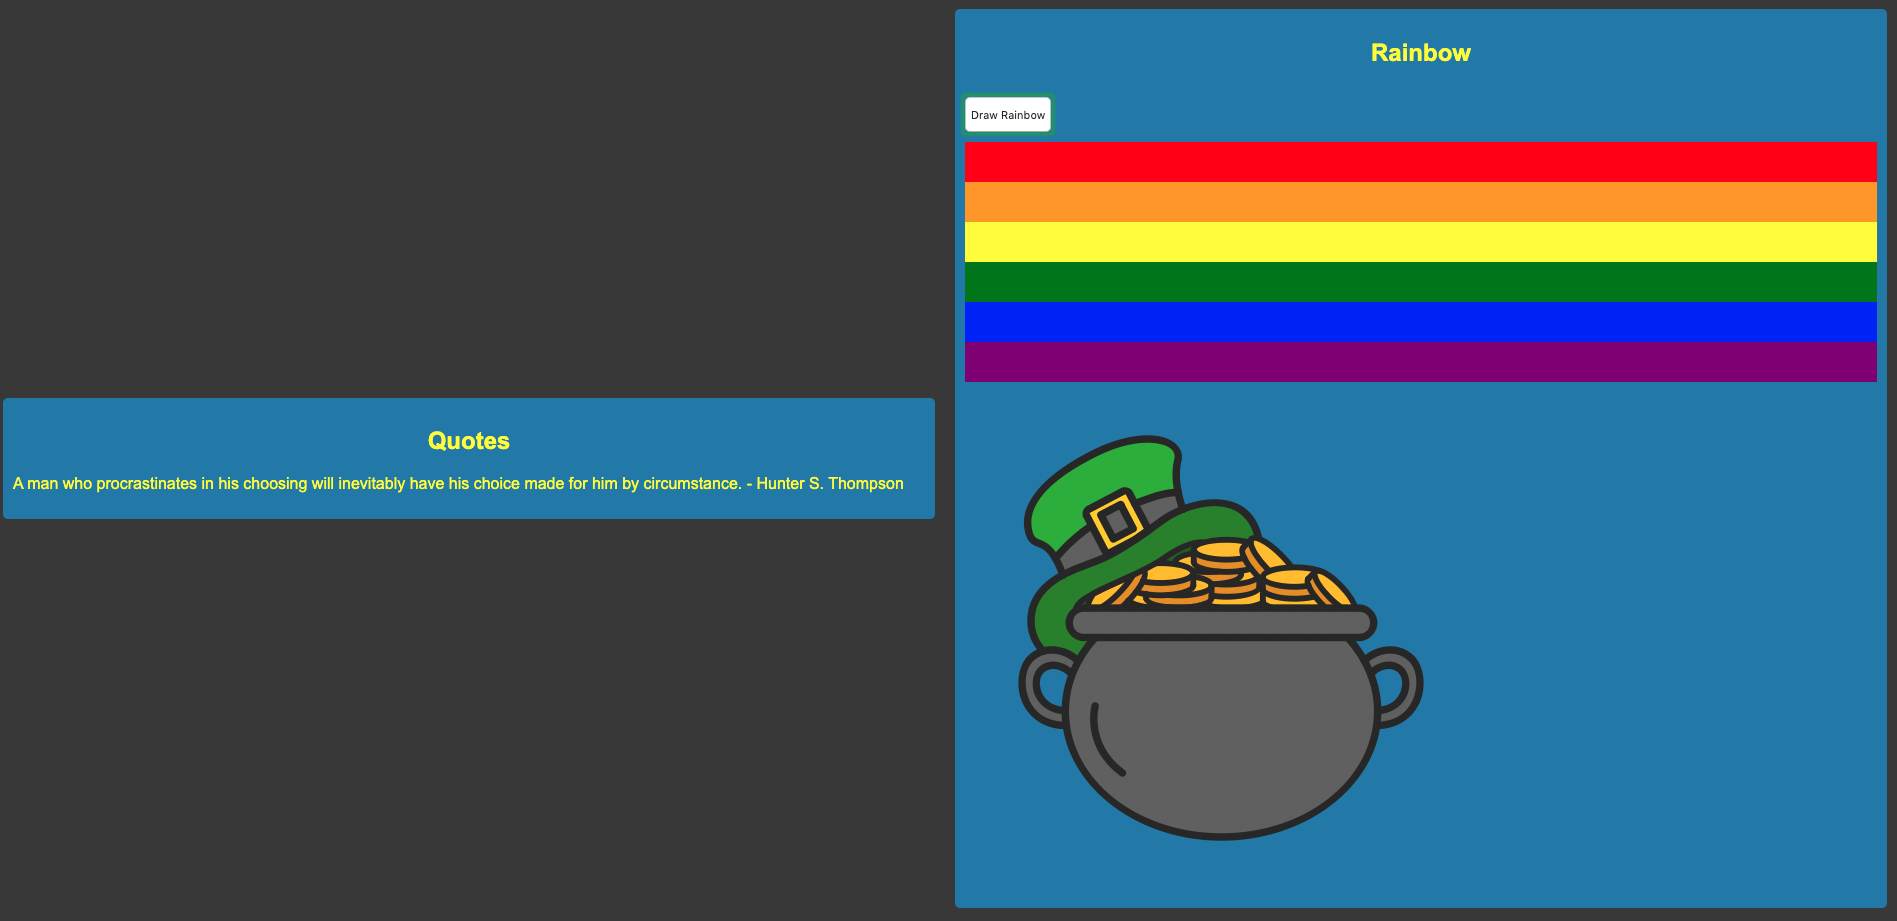 Rainbow
Draw Rainbow
Quotes
A man who procrastinates in his choosing will inevitably have his choice made for him by circumstance. - Hunter S. Thompson